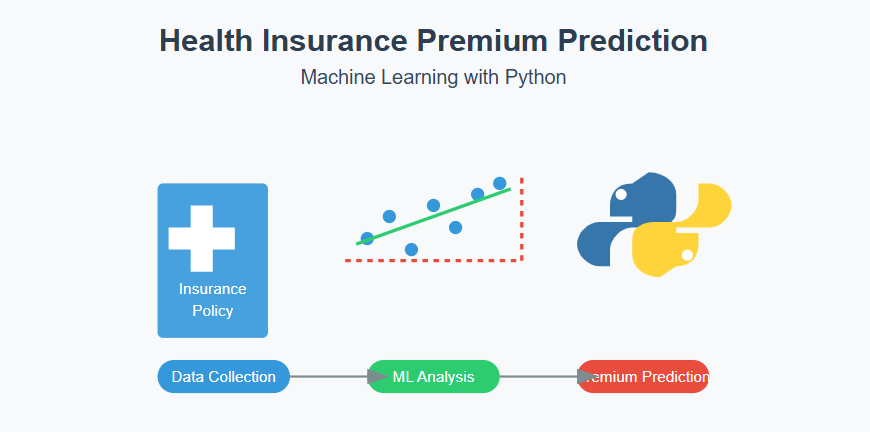 Health Insurance Premium Prediction
Machine Learning with Python
Insurance
Policy
Data Collection
ML Analysis
remium Prediction